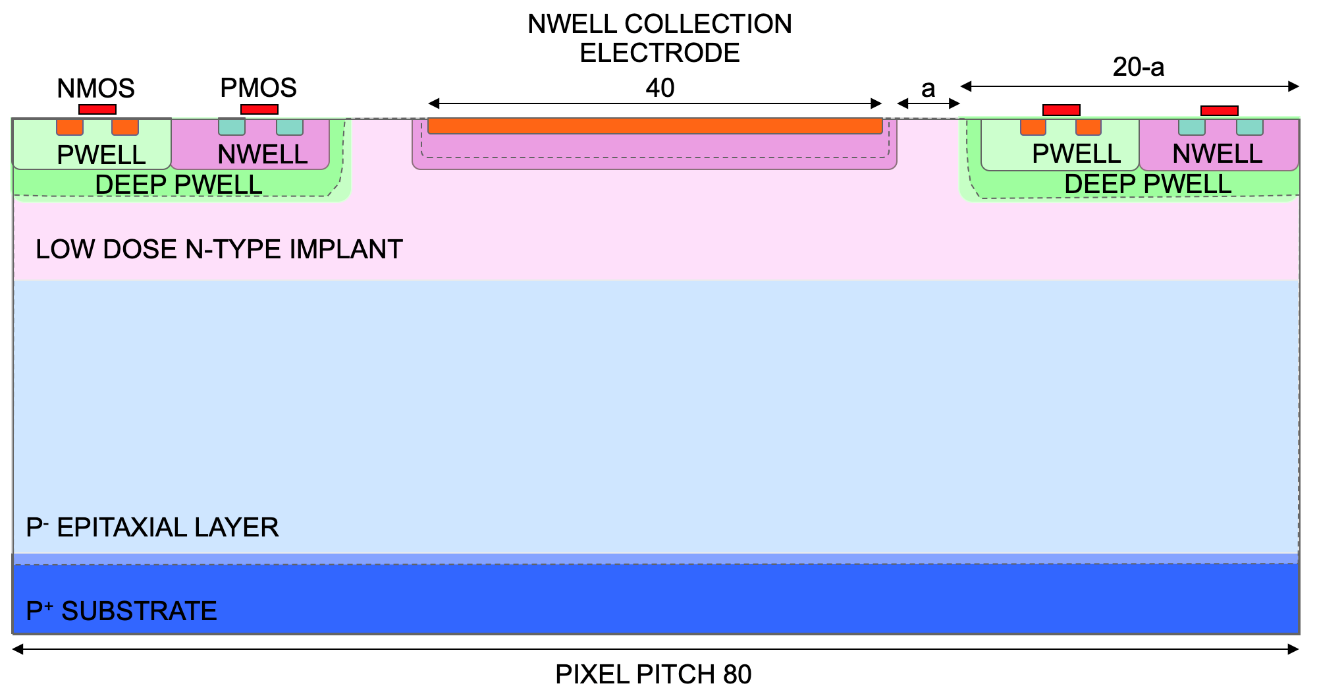 NWELL COLLECTION
ELECTRODE
NMOS
PMOS
40
a
20-a
PWELL
NWELL
DEEP PWELL
PWELL
NWELL
DEEP PWELL
LOW DOSE N-TYPE IMPLANT
P- EPITAXIAL LAYER
P+ SUBSTRATE
PIXEL PITCH 80